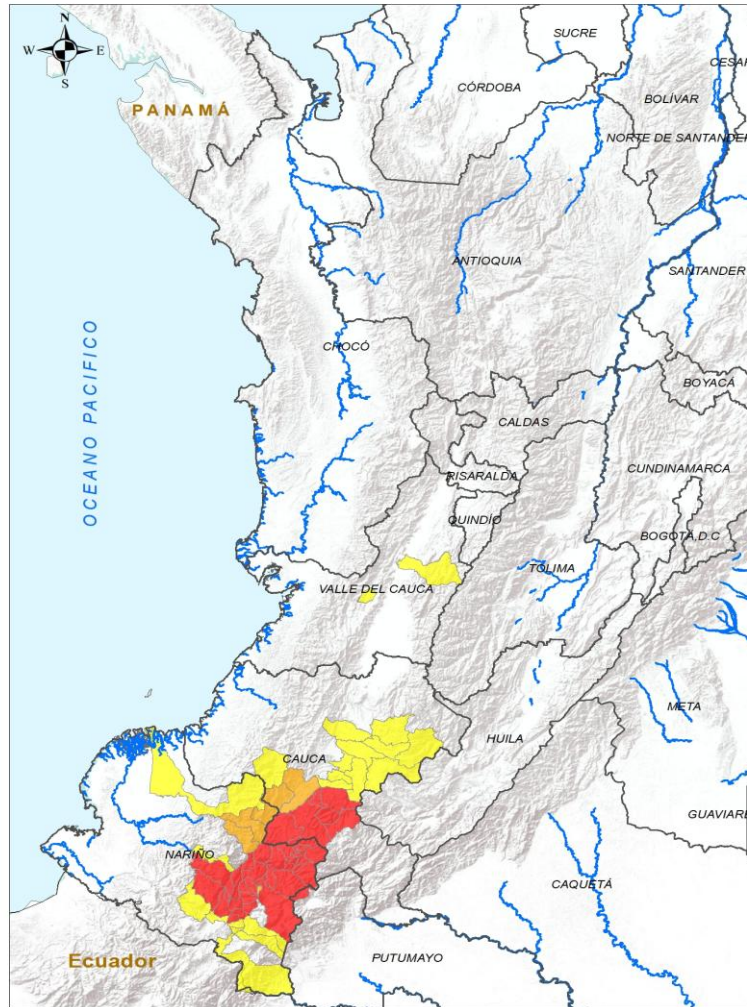 N
W E
S
SUCRE
CÓRDOBA
BOLÍVAR
PANAMÁ
NORTE DE SANTANDER
ANTIOQUIA
SANTANDER
OCEANO PACIFICO
CHOCÓ
BOYACÁ
CALDAS
RISARALDA
CUNDINAMARCA
QUINDÍO
BOGOTÁ, D.C
TOLIMA
VALLE DEL CAUCA
META
HUILA
CAUCA
GUAVIARE
NARIÑO
CAQUETÁ
Ecuador
PUTUMAYO